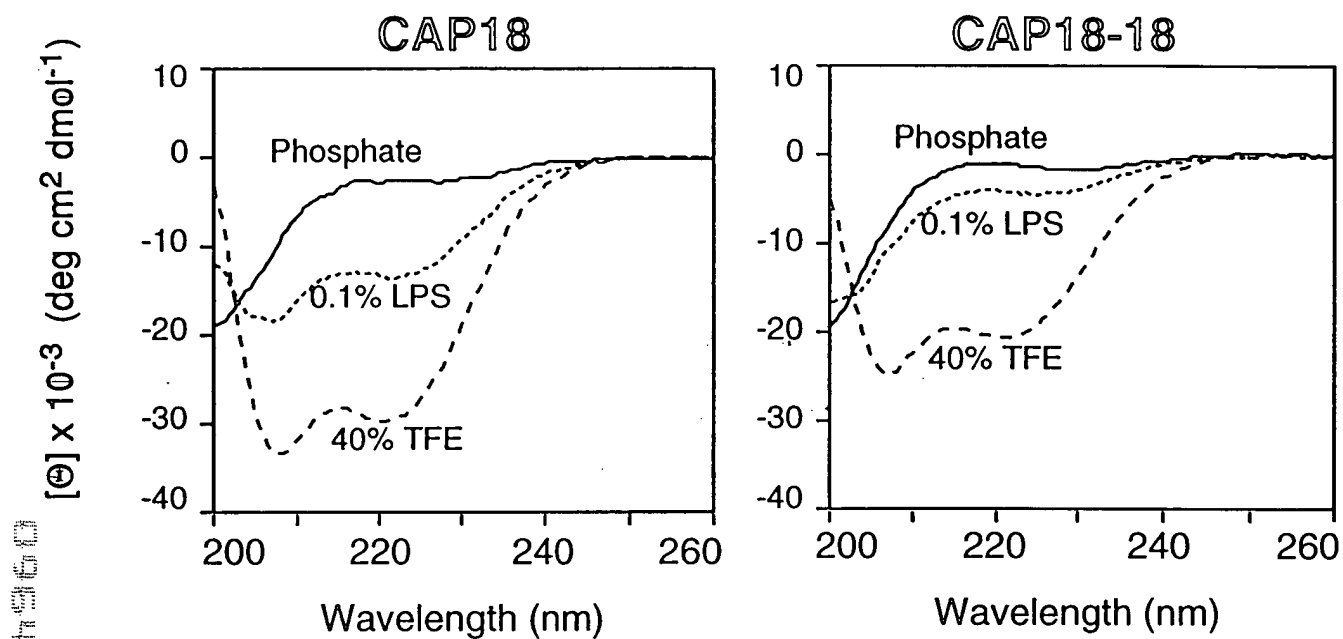 CAP18
CAP18-18
[Θ] x 10-3 (deg cm2 dmol-1)
10
0
-10
-20
-30
-40
Phosphate
0.1% LPS
40% TFE
200
220
240
260
Wavelength (nm)
10
0
-10
-20
-30
-40
Phosphate
0.1% LPS
40% TFE
200
220
240
260
Wavelength (nm)